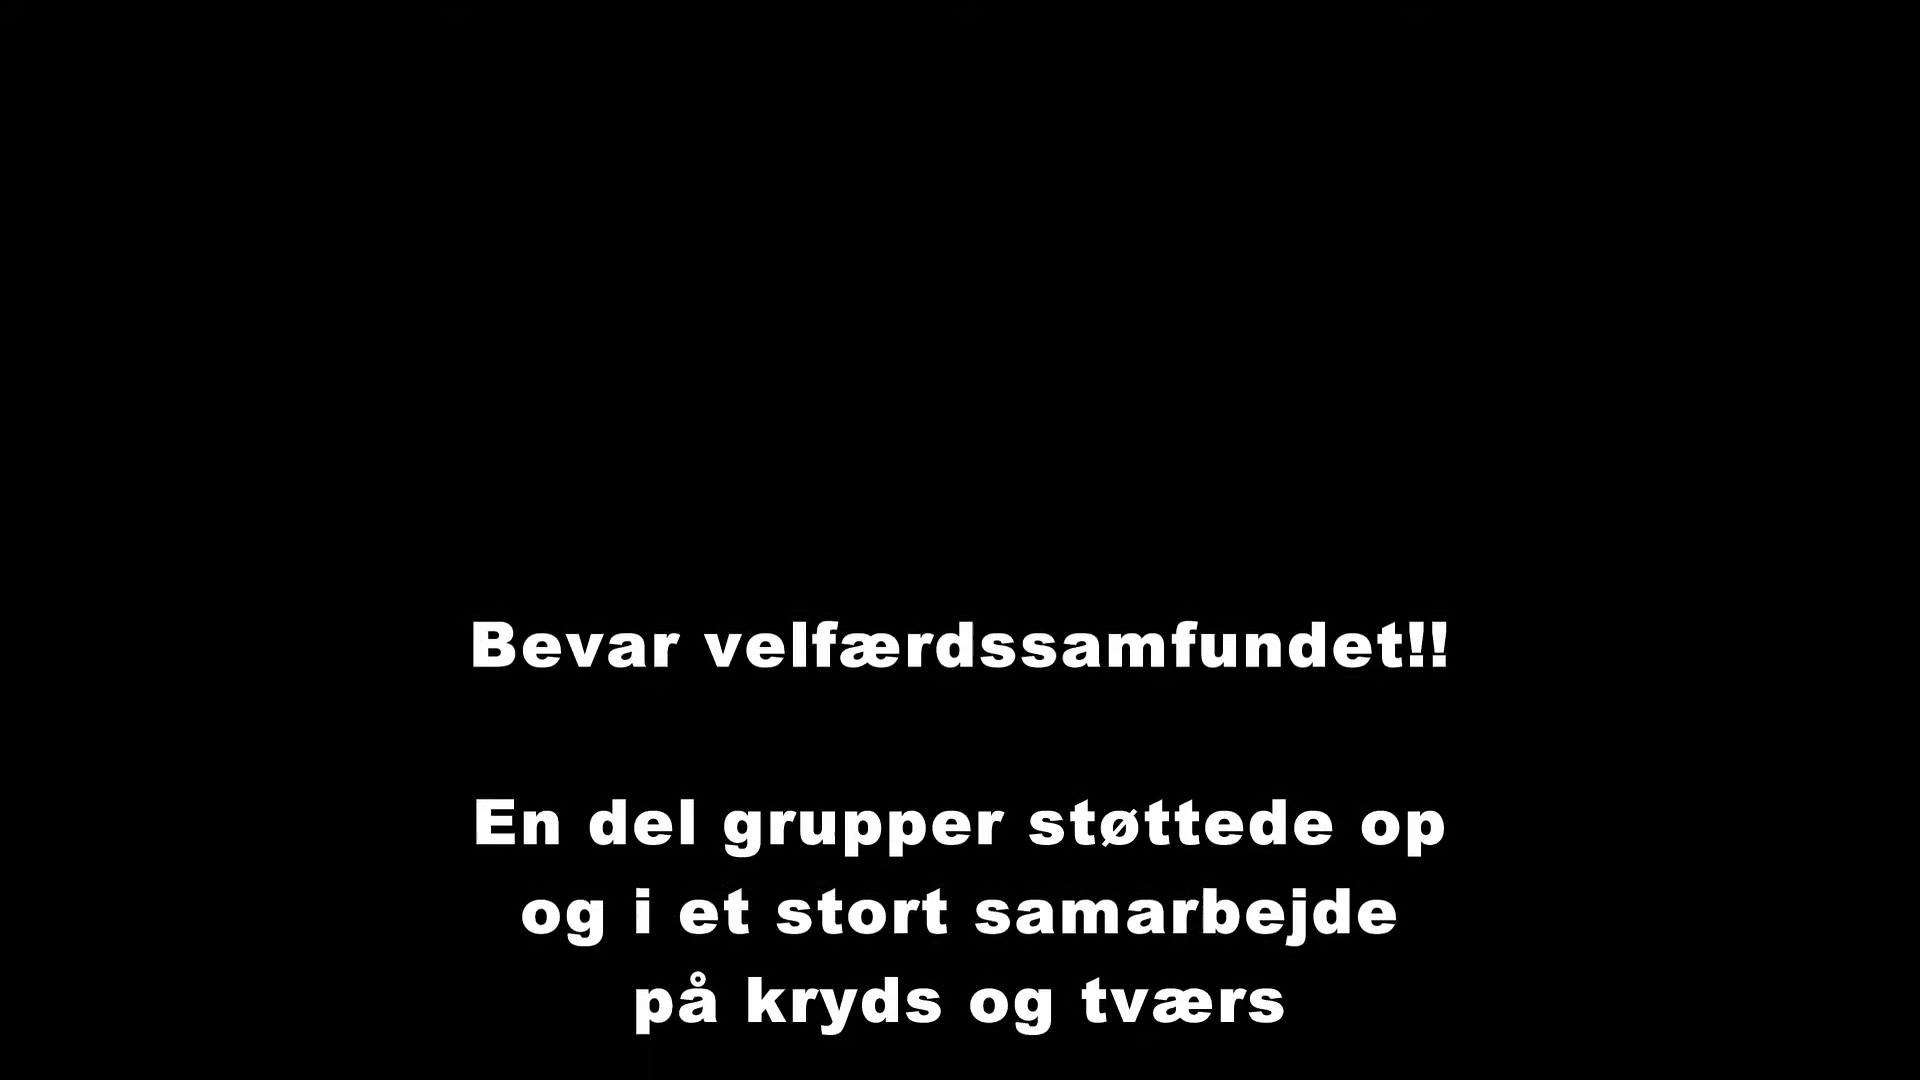 Bevar velfærdssamfundet!!
En del grupper støttede op
og i et stort samarbejde
på kryds og tværs